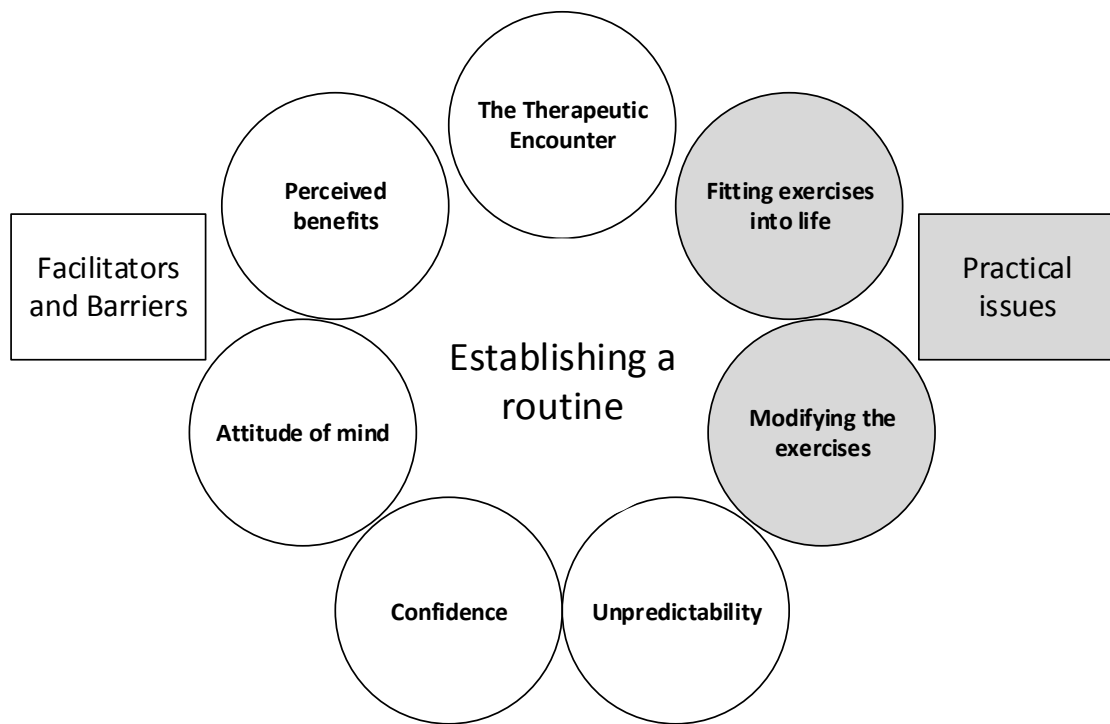 The Therapeutic
Encounter
Perceived
benefits
Fitting exercises
into life
Facilitators
and Barriers
Practical
issues
Establishing a
routine
Attitude of mind
Modifying the
exercises
Confidence
Unpredictability